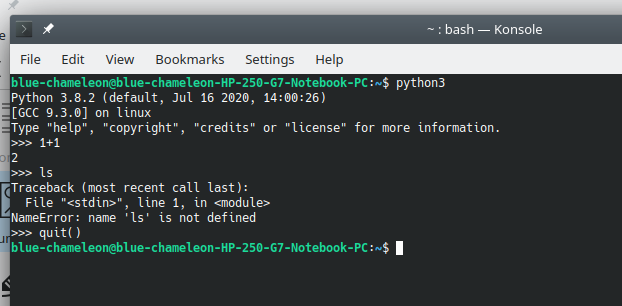 ~ : bash — Konsole
File Edit View Bookmarks Settings Help
blue-chameleon@blue-chameleon-HP-250-G7-Notebook-PC:~$ python3
Python 3.8.2 (default, Jul 16 2020, 14:00:26)
[GCC 9.3.0] on linux
Type "help", "copyright", "credits" or "license" for more information.
>>> 1+1
2
>>> ls
Traceback (most recent call last):
  File "<stdin>", line 1, in <module>
NameError: name 'ls' is not defined
>>> quit()
blue-chameleon@blue-chameleon-HP-250-G7-Notebook-PC:~$